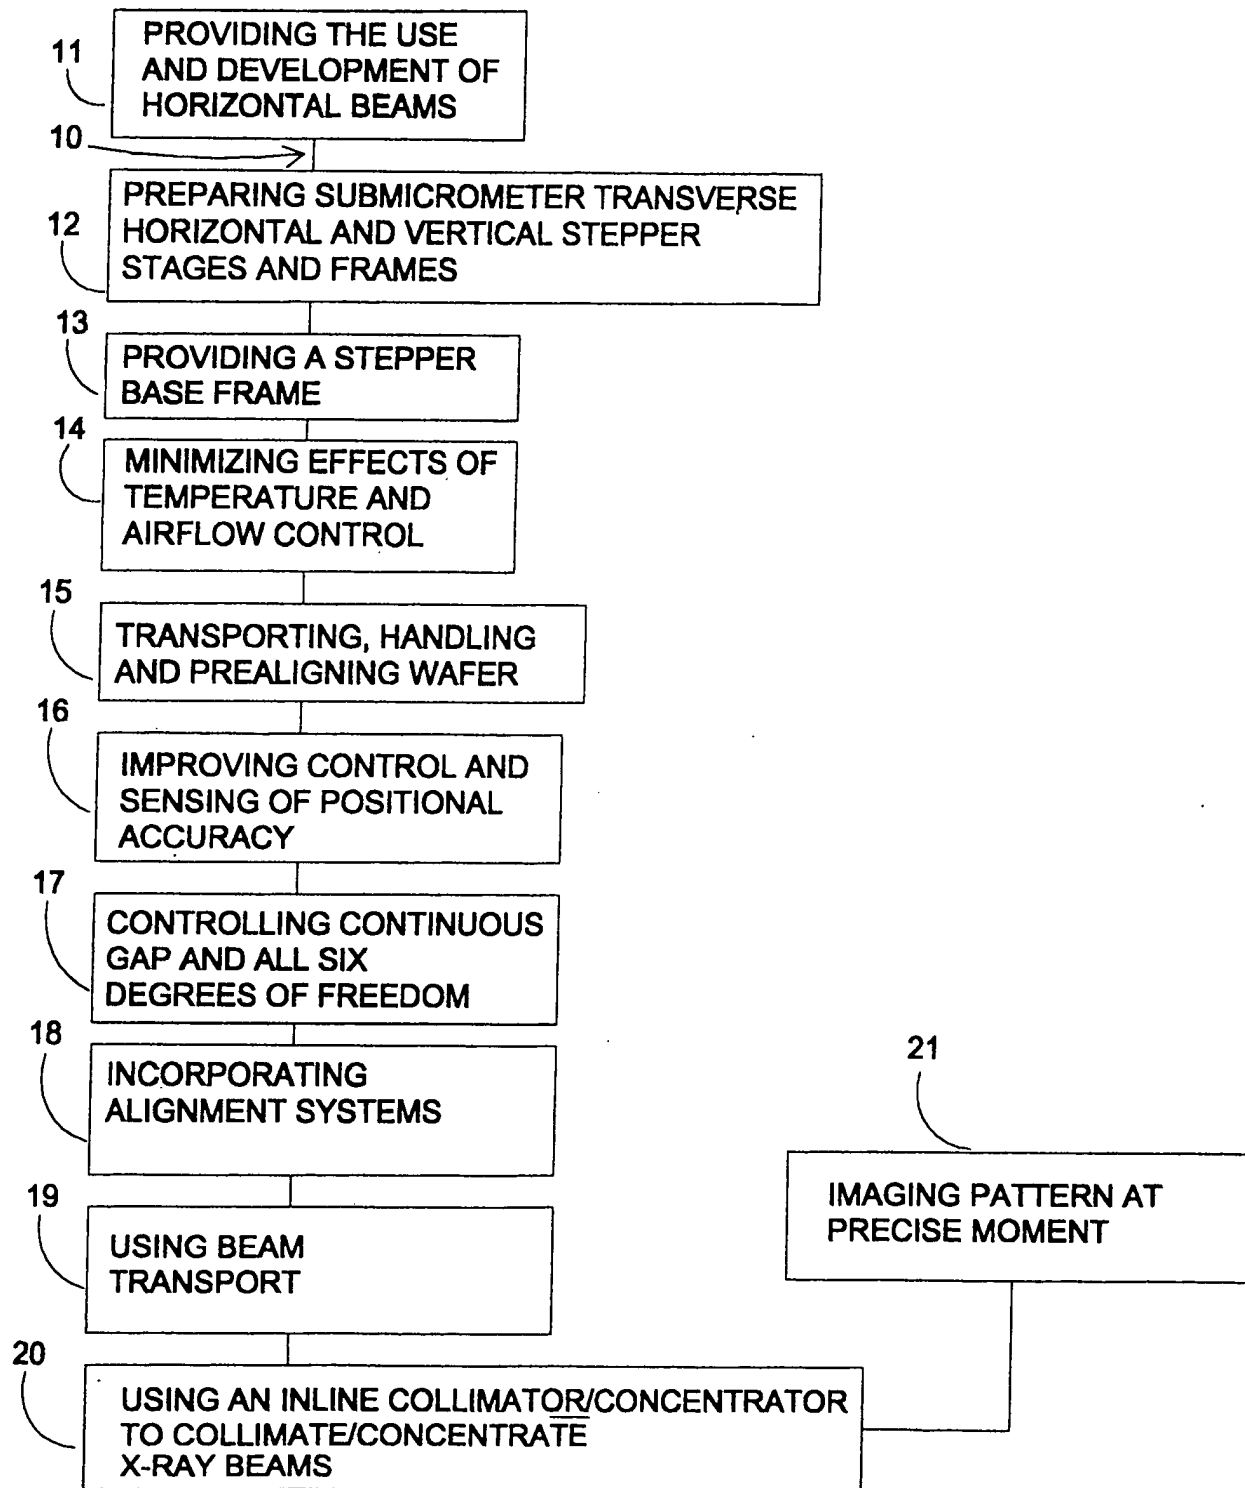 11
PROVIDING THE USE
AND DEVELOPMENT OF
HORIZONTAL BEAMS
10
12
PREPARING SUBMICROMETER TRANSVERSE
HORIZONTAL AND VERTICAL STEPPER
STAGES AND FRAMES
13
PROVIDING A STEPPER
BASE FRAME
14
MINIMIZING EFFECTS OF
TEMPERATURE AND
AIRFLOW CONTROL
15
TRANSPORTING, HANDLING
AND PREALIGNING WAFER
16
IMPROVING CONTROL AND
SENSING OF POSITIONAL
ACCURACY
17
CONTROLLING CONTINUOUS
GAP AND ALL SIX
DEGREES OF FREEDOM
18
INCORPORATING
ALIGNMENT SYSTEMS
19
USING BEAM
TRANSPORT
20
USING AN INLINE COLLIMATOR/CONCENTRATOR
TO COLLIMATE/CONCENTRATE
X-RAY BEAMS
21
IMAGING PATTERN AT
PRECISE MOMENT